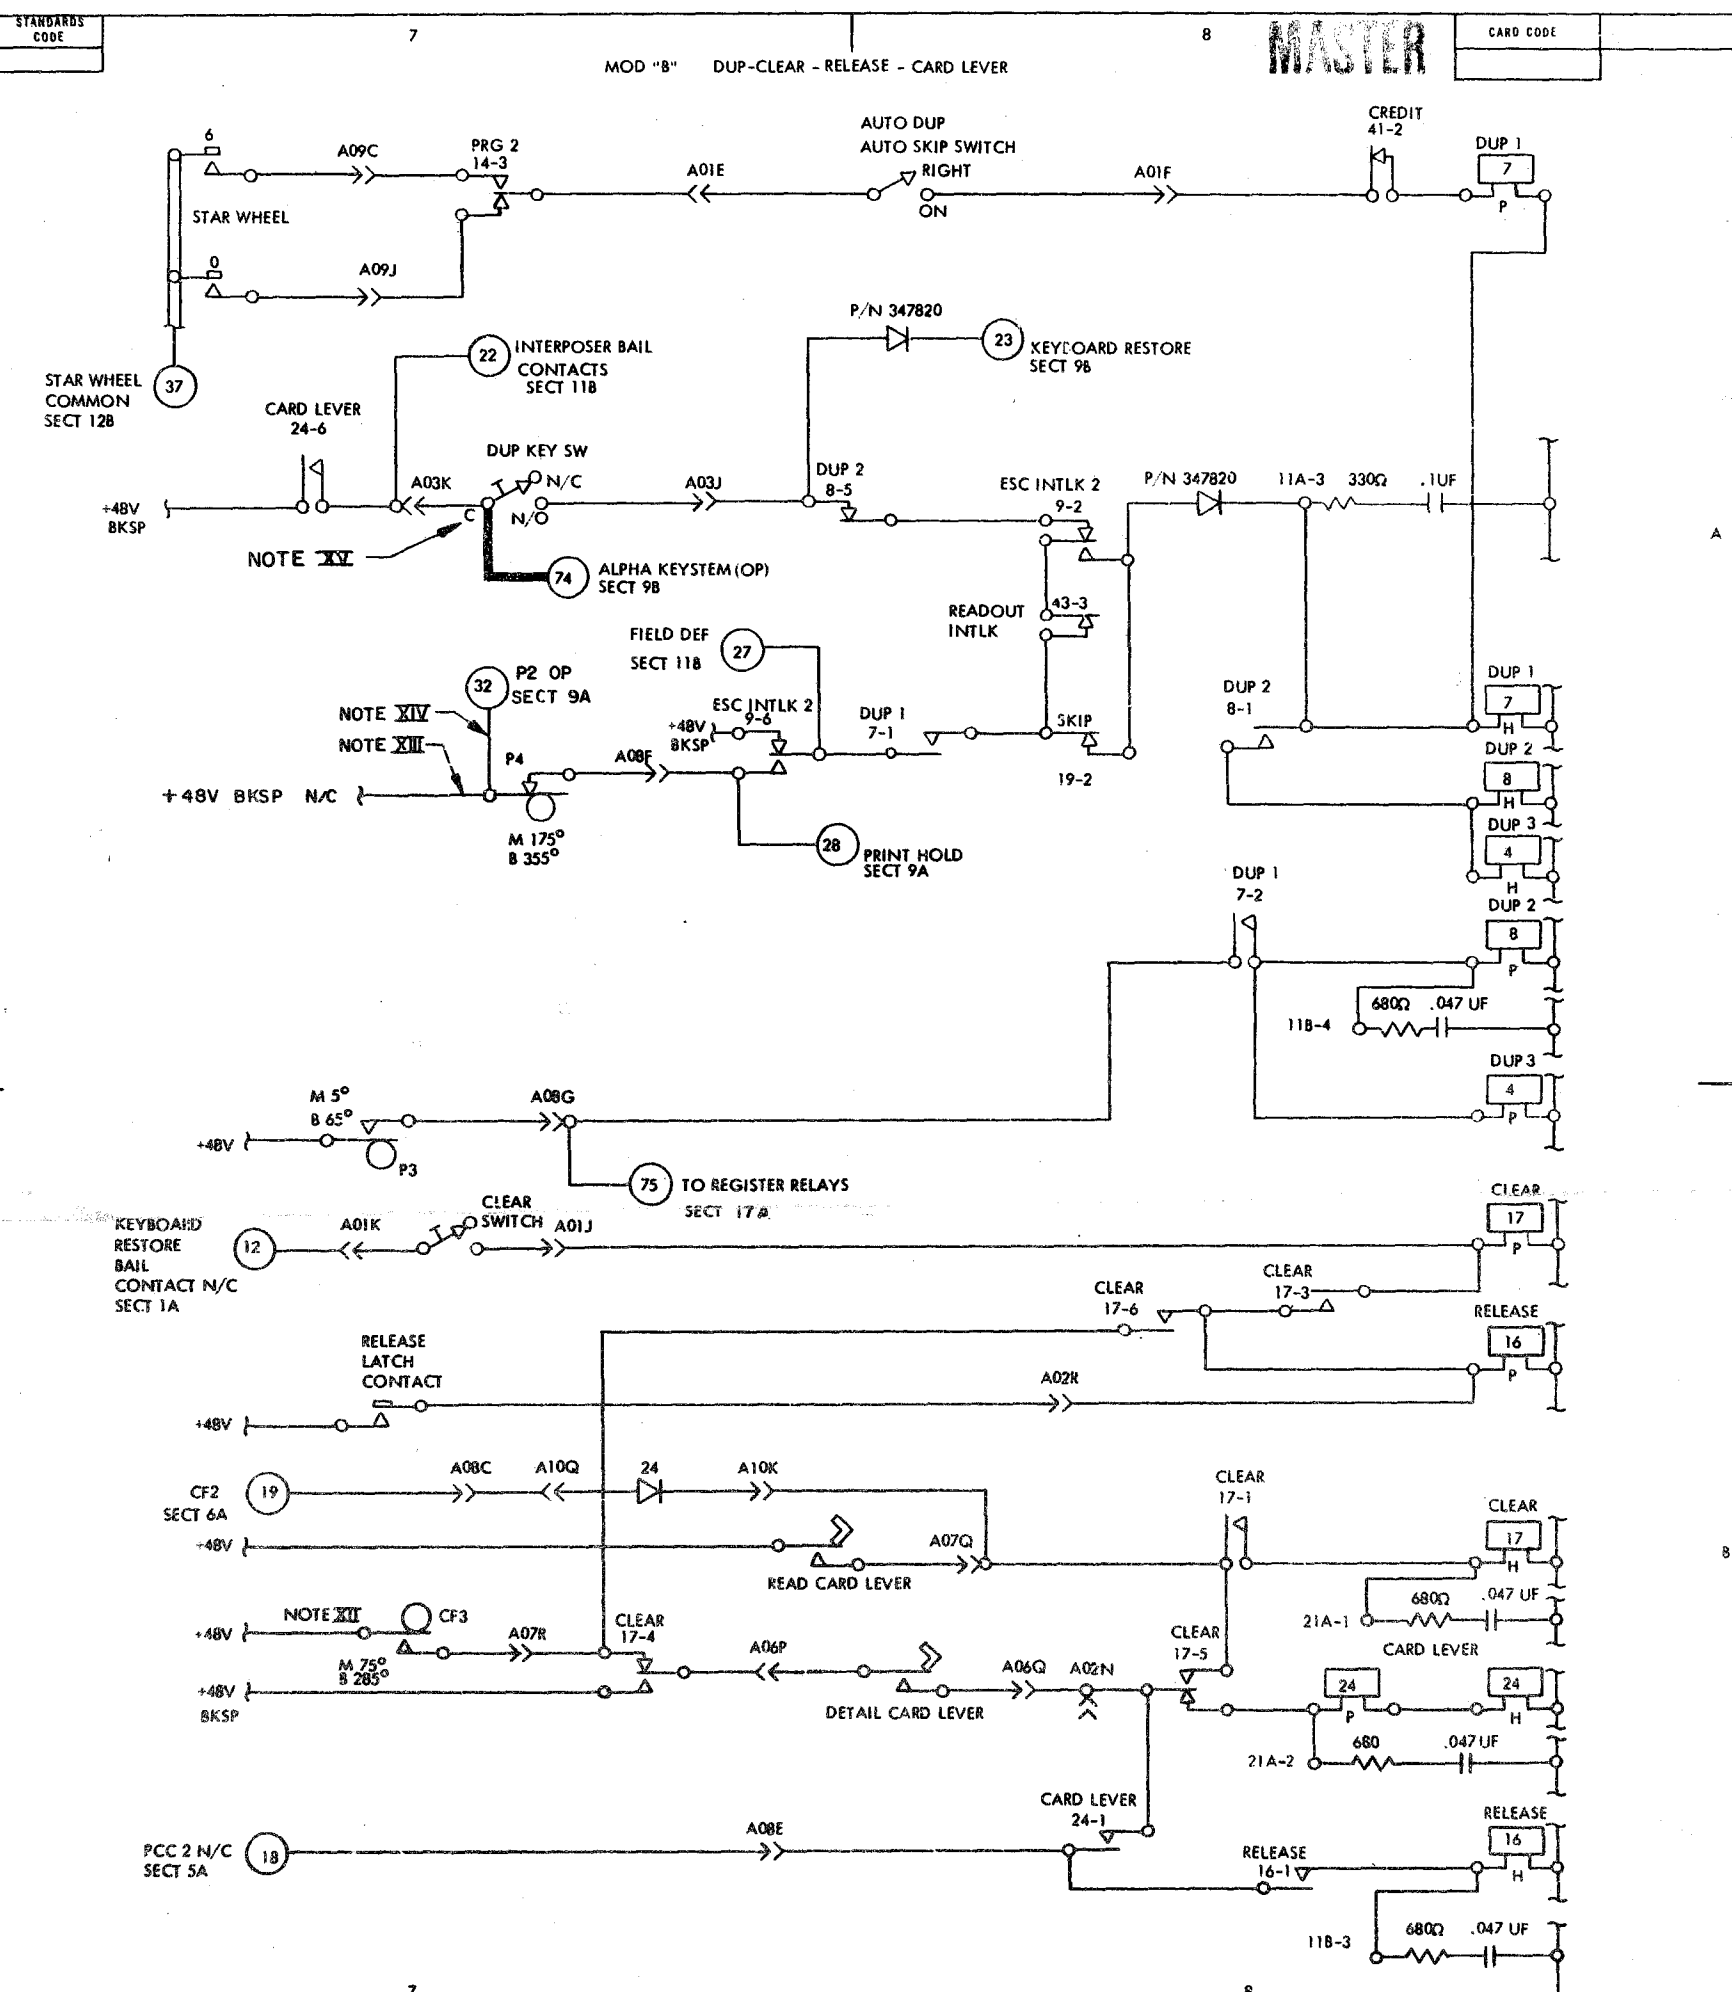 STANDARDS
CODE
7
8
MASTER
CARD CODE
MOD "B" DUP-CLEAR - RELEASE - CARD LEVER
6
A09C
PRG 2
14-3
A01E
AUTO DUP
AUTO SKIP SWITCH
RIGHT
ON
A01F
CREDIT
41-2
DUP 1
7
P
STAR WHEEL
0
A09J
P/N 347820
23
KEYBOARD RESTORE
SECT 9B
22
INTERPOSER BAIL
CONTACTS
SECT 11B
STAR WHEEL
COMMON
SECT 12B
37
CARD LEVER
24-6
DUP KEY SW
N/C
N/O
C
A03K
A03J
DUP 2
8-5
ESC INTLK 2
9-2
P/N 347820
11A-3
330Ω
.1UF
+48V
BKSP
A
NOTE XV
74
ALPHA KEYSTEM (OP)
SECT 9B
READOUT
INTLK
43-3
FIELD DEF
SECT 11B
27
32
P2 OP
SECT 9A
NOTE XIV
NOTE XIII
ESC INTLK 2
9-6
+48V
BKSP
DUP 1
7-1
SKIP
19-2
DUP 2
8-1
DUP 1
7
H
P4
A08F
+48V BKSP N/C
M 175°
B 355°
28
PRINT HOLD
SECT 9A
DUP 2
8
H
DUP 3
4
H
DUP 1
7-2
DUP 2
8
P
680Ω
.047 UF
11B-4
DUP 3
4
P
M 5°
B 65°
A08G
+48V
P3
75
TO REGISTER RELAYS
SECT 17A
KEYBOARD
RESTORE
BAIL
CONTACT N/C
SECT 1A
12
A01K
CLEAR
SWITCH
A01J
CLEAR
17
P
CLEAR
17-6
CLEAR
17-3
RELEASE
16
P
RELEASE
LATCH
CONTACT
+48V
A02R
CF2
SECT 6A
19
A08C
A10Q
24
A10K
CLEAR
17-1
CLEAR
17
H
+48V
A07Q
READ CARD LEVER
680Ω
.047 UF
21A-1
B
NOTE XII
CF3
+48V
M 75°
B 285°
A07R
CLEAR
17-4
A06P
A06Q
A02N
CLEAR
17-5
CARD LEVER
24
P
24
H
+48V
BKSP
DETAIL CARD LEVER
21A-2
680
.047UF
CARD LEVER
24-1
PCC 2 N/C
SECT 5A
18
A08E
RELEASE
16-1
RELEASE
16
H
11B-3
680Ω
.047 UF
7